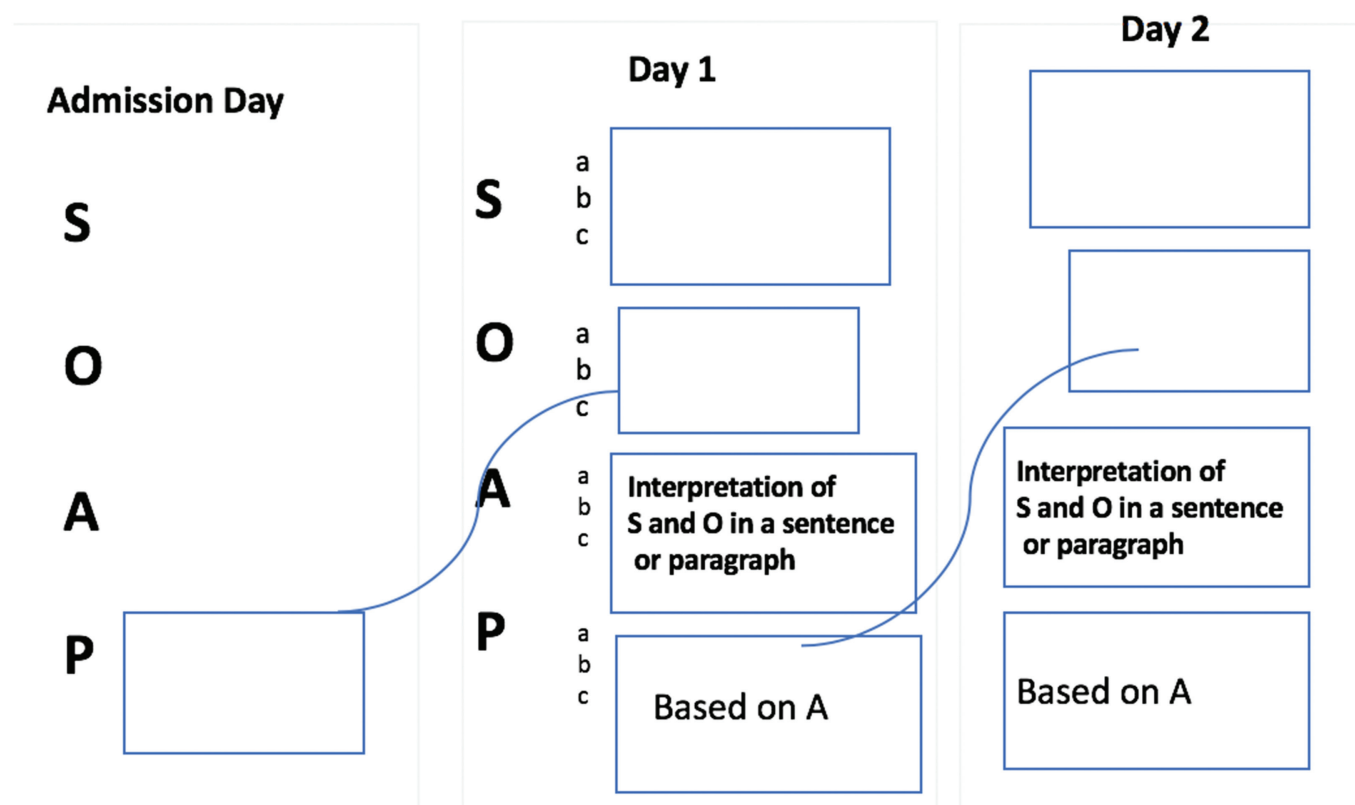 Admission Day
S
O
A
P
Day 1
S
a
b
c
O
a
b
c
A
a
b
c
Interpretation of
S and O in a sentence
or paragraph
P
a
b
c
Based on A
Day 2
Interpretation of
S and O in a sentence
or paragraph
Based on A